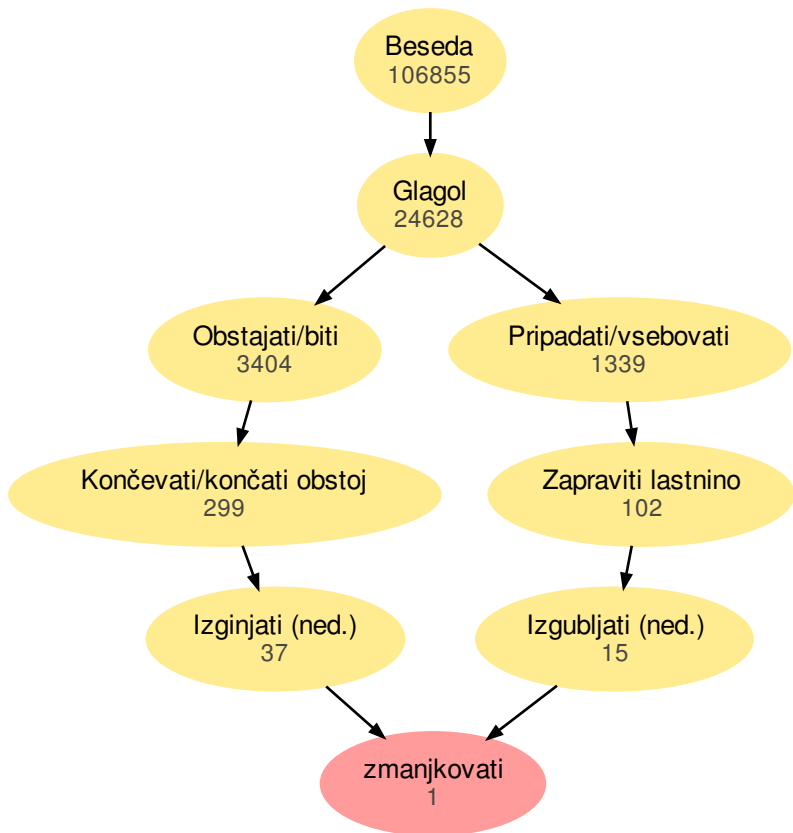 Beseda
106855
Glagol
24628
Obstajati/biti
3404
Pripadati/vsebovati
1339
Končevati/končati obstoj
299
Zapraviti lastnino
102
Izginjati (ned.)
37
Izgubljati (ned.)
15
zmanjkovati
1